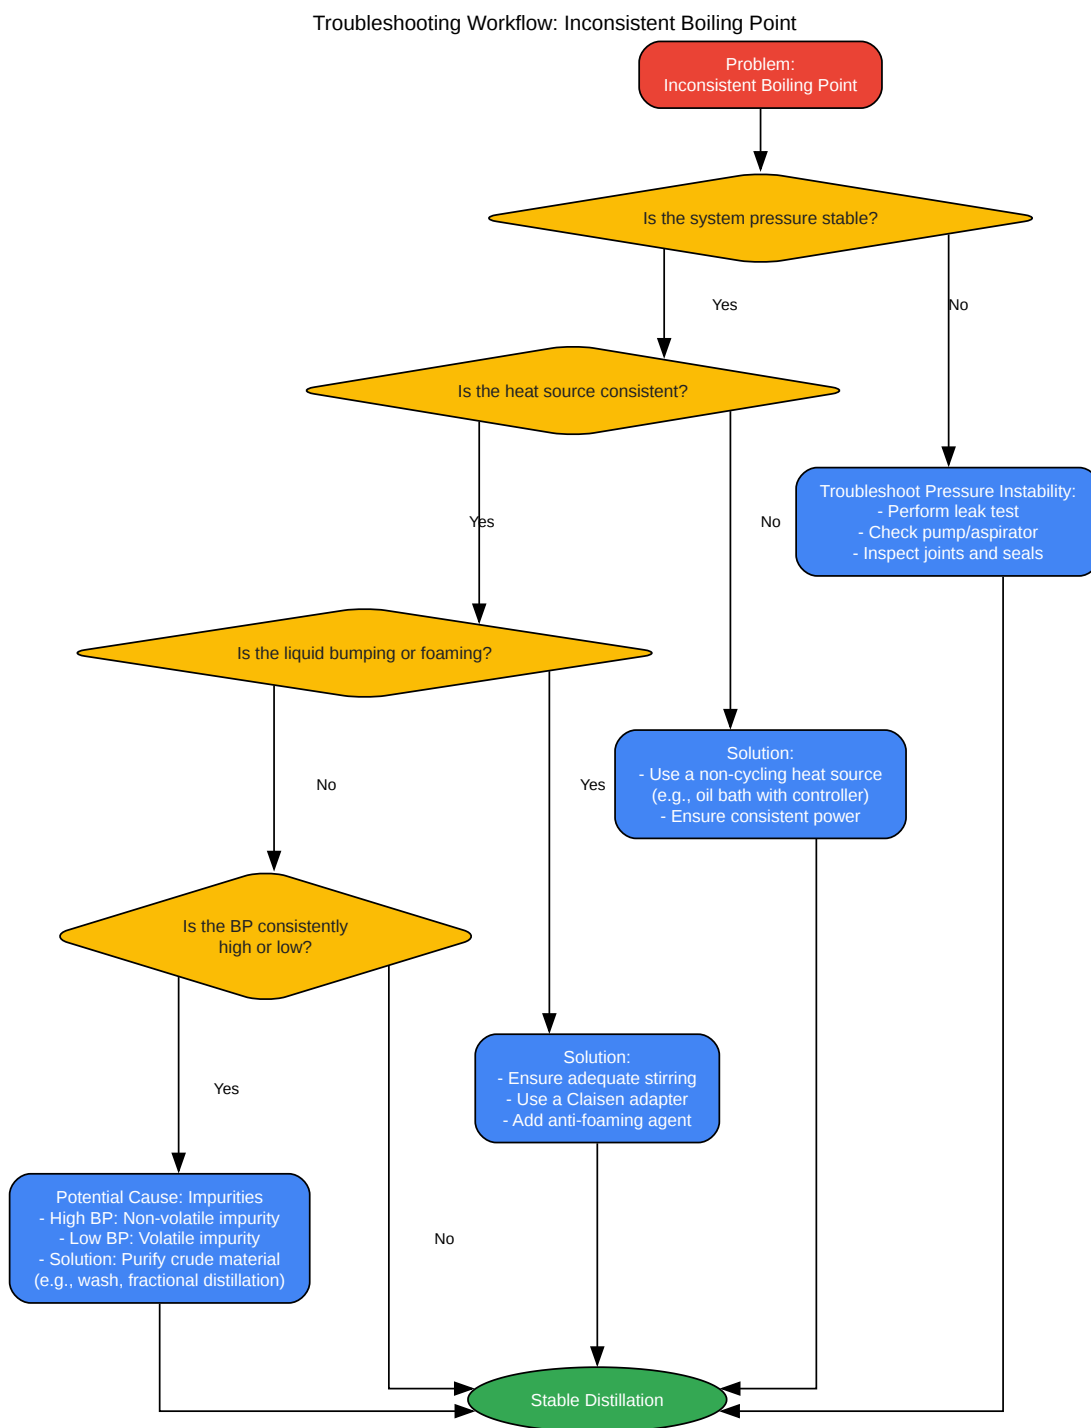 Troubleshooting Workflow: Inconsistent Boiling Point
Problem:
Inconsistent Boiling Point
Is the system pressure stable?
Yes
No
Is the heat source consistent?
Troubleshoot Pressure Instability:
- Perform leak test
- Check pump/aspirator
- Inspect joints and seals
Yes
No
Is the liquid bumping or foaming?
Solution:
- Use a non-cycling heat source
(e.g., oil bath with controller)
- Ensure consistent power
No
Yes
Is the BP consistently
high or low?
Solution:
- Ensure adequate stirring
- Use a Claisen adapter
- Add anti-foaming agent
Yes
No
Potential Cause: Impurities
- High BP: Non-volatile impurity
- Low BP: Volatile impurity
- Solution: Purify crude material
(e.g., wash, fractional distillation)
Stable Distillation